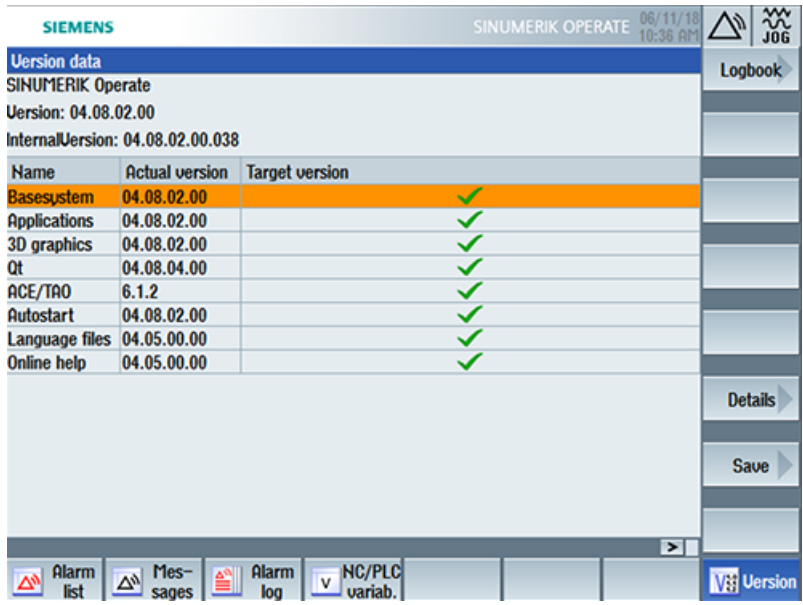 SIEMENS
SINUMERIK OPERATE
06/11/18
10:36 AM
JOG
Version data
SINUMERIK Operate
Version: 04.08.02.00
InternalVersion: 04.08.02.00.038
Name Actual version Target version
Basesystem 04.08.02.00
Applications 04.08.02.00
3D graphics 04.08.02.00
Qt 04.08.04.00
ACE/TAO 6.1.2
Autostart 04.08.02.00
Language files 04.05.00.00
Online help 04.05.00.00
>
Logbook
Details
Save
Alarm
list
Mes-
sages
Alarm
log
V
NC/PLC
variab.
Version